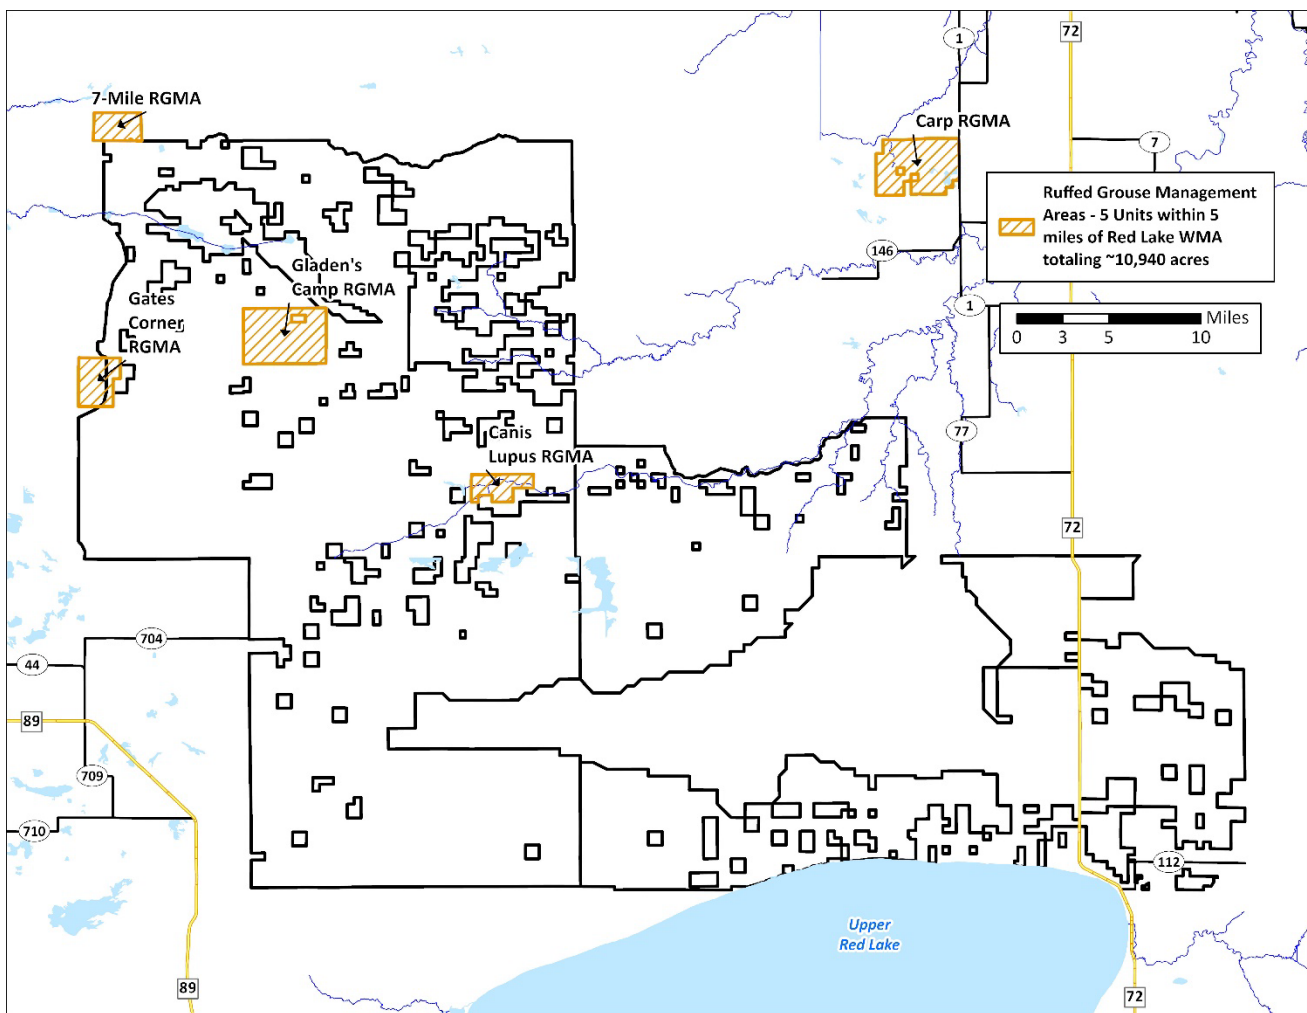 1
72
7-Mile RGMA
Carp RGMA
7
Ruffed Grouse Management
Areas - 5 Units within 5
miles of Red Lake WMA
totaling ~10,940 acres
146
Gladen's
Camp RGMA
Gates
Corner
RGMA
1
Miles
0 3 5 10
Canis
Lupus RGMA
77
72
704
44
89
709
710
112
Upper
Red Lake
89
72